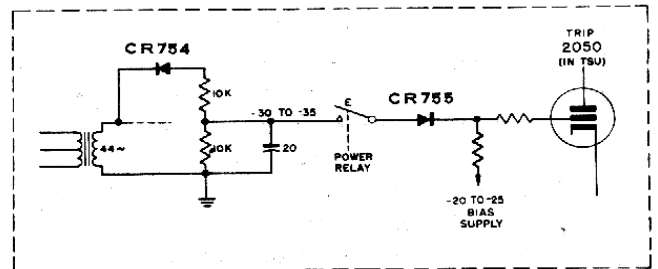 TRIP
2050
(IN TSU)
CR754
10K
-30 TO -35
E
CR755
44~
10K
20
POWER
RELAY
-20 TO -25
BIAS
SUPPLY